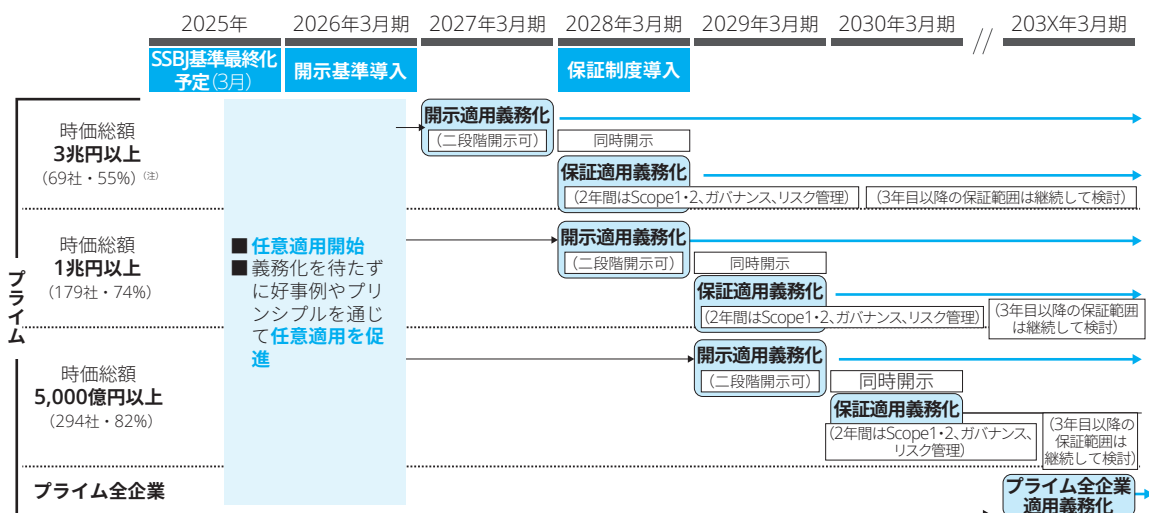 2025年 2026年3月期 2027年3月期 2028年3月期 2029年3月期 2030年3月期 // 203X年3月期
SSBJ基準最終化
予定(3月)
開示基準導入
保証制度導入
プライム
時価総額
3兆円以上
(69社・55%) (注)
開示適用義務化
(二段階開示可)
同時開示
保証適用義務化
(2年間はScope1・2、ガバナンス、リスク管理)
(3年目以降の保証範囲は継続して検討)
■ 任意適用開始
■ 義務化を待たず
に好事例やプリ
ンシプルを通じ
て任意適用を促
進
時価総額
1兆円以上
(179社・74%)
開示適用義務化
(二段階開示可)
同時開示
保証適用義務化
(2年間はScope1・2、ガバナンス、リスク管理)
(3年目以降の保証範囲
は継続して検討)
時価総額
5,000億円以上
(294社・82%)
開示適用義務化
(二段階開示可)
同時開示
保証適用義務化
(2年間はScope1・2、ガバナンス、
リスク管理)
(3年目以降の
保証範囲は
継続して検討)
プライム全企業
プライム全企業
適用義務化